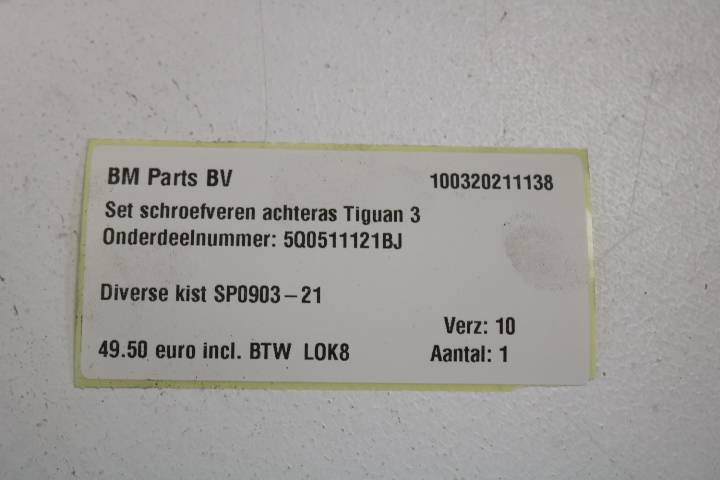 BM Parts BV 100320211138
Set schroefveren achteras Tiguan 3
Onderdeelnummer: 5Q0511121BJ
Diverse kist SP0903-21
Verz: 10
49.50 euro incl. BTW LOK8 Aantal: 1